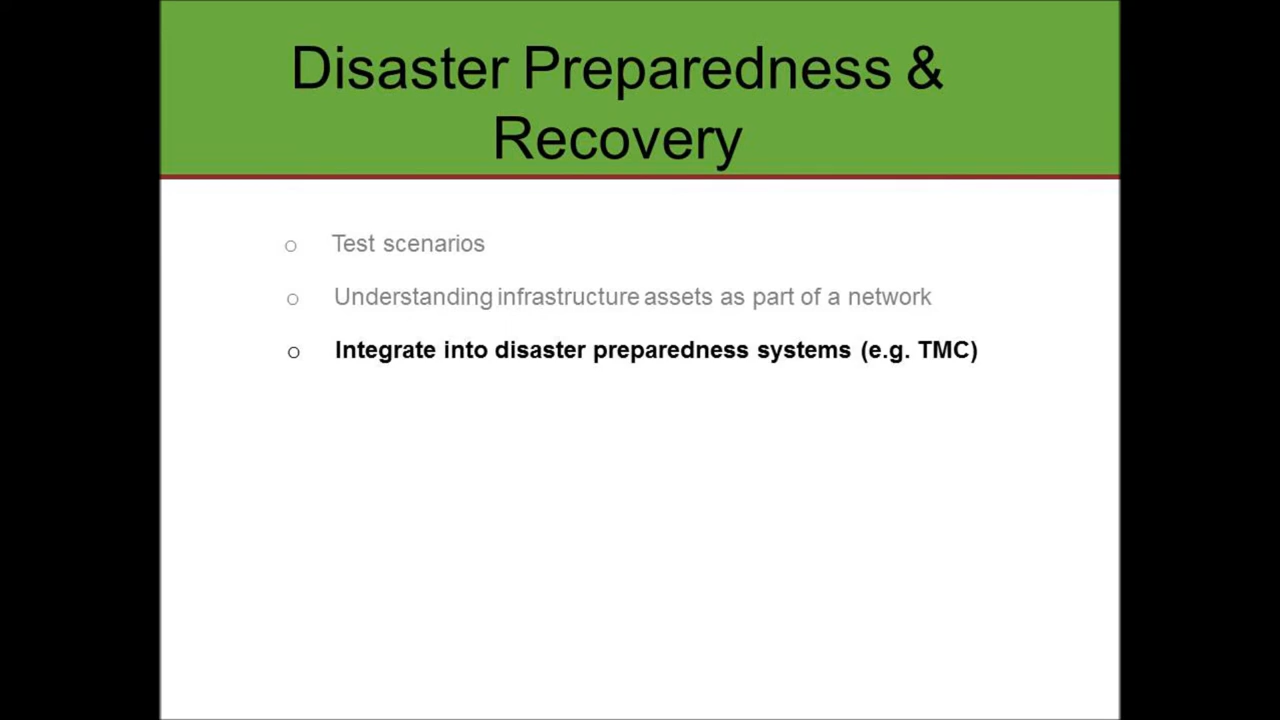 Disaster Preparedness &
Recovery
Test scenarios
Understanding infrastructure assets as part of a network
Integrate into disaster preparedness systems (e.g. TMC)